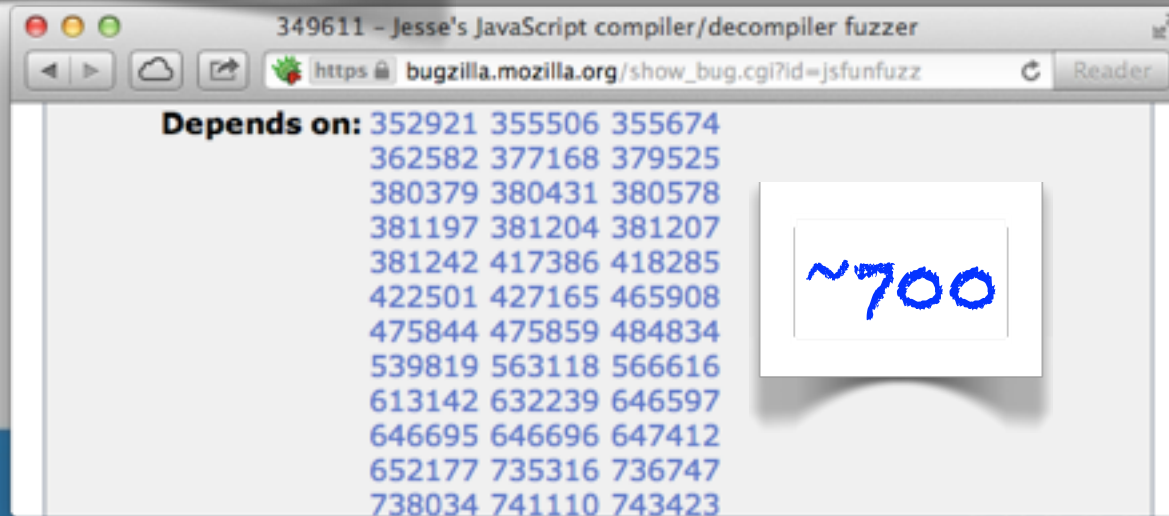 349611 – Jesse's JavaScript compiler/decompiler fuzzer
https bugzilla.mozilla.org/show_bug.cgi?id=jsfunfuzz Reader
Depends on: 352921 355506 355674
362582 377168 379525
380379 380431 380578
381197 381204 381207
381242 417386 418285
422501 427165 465908
475844 475859 484834
539819 563118 566616
613142 632239 646597
646695 646696 647412
652177 735316 736747
738034 741110 743423
~700